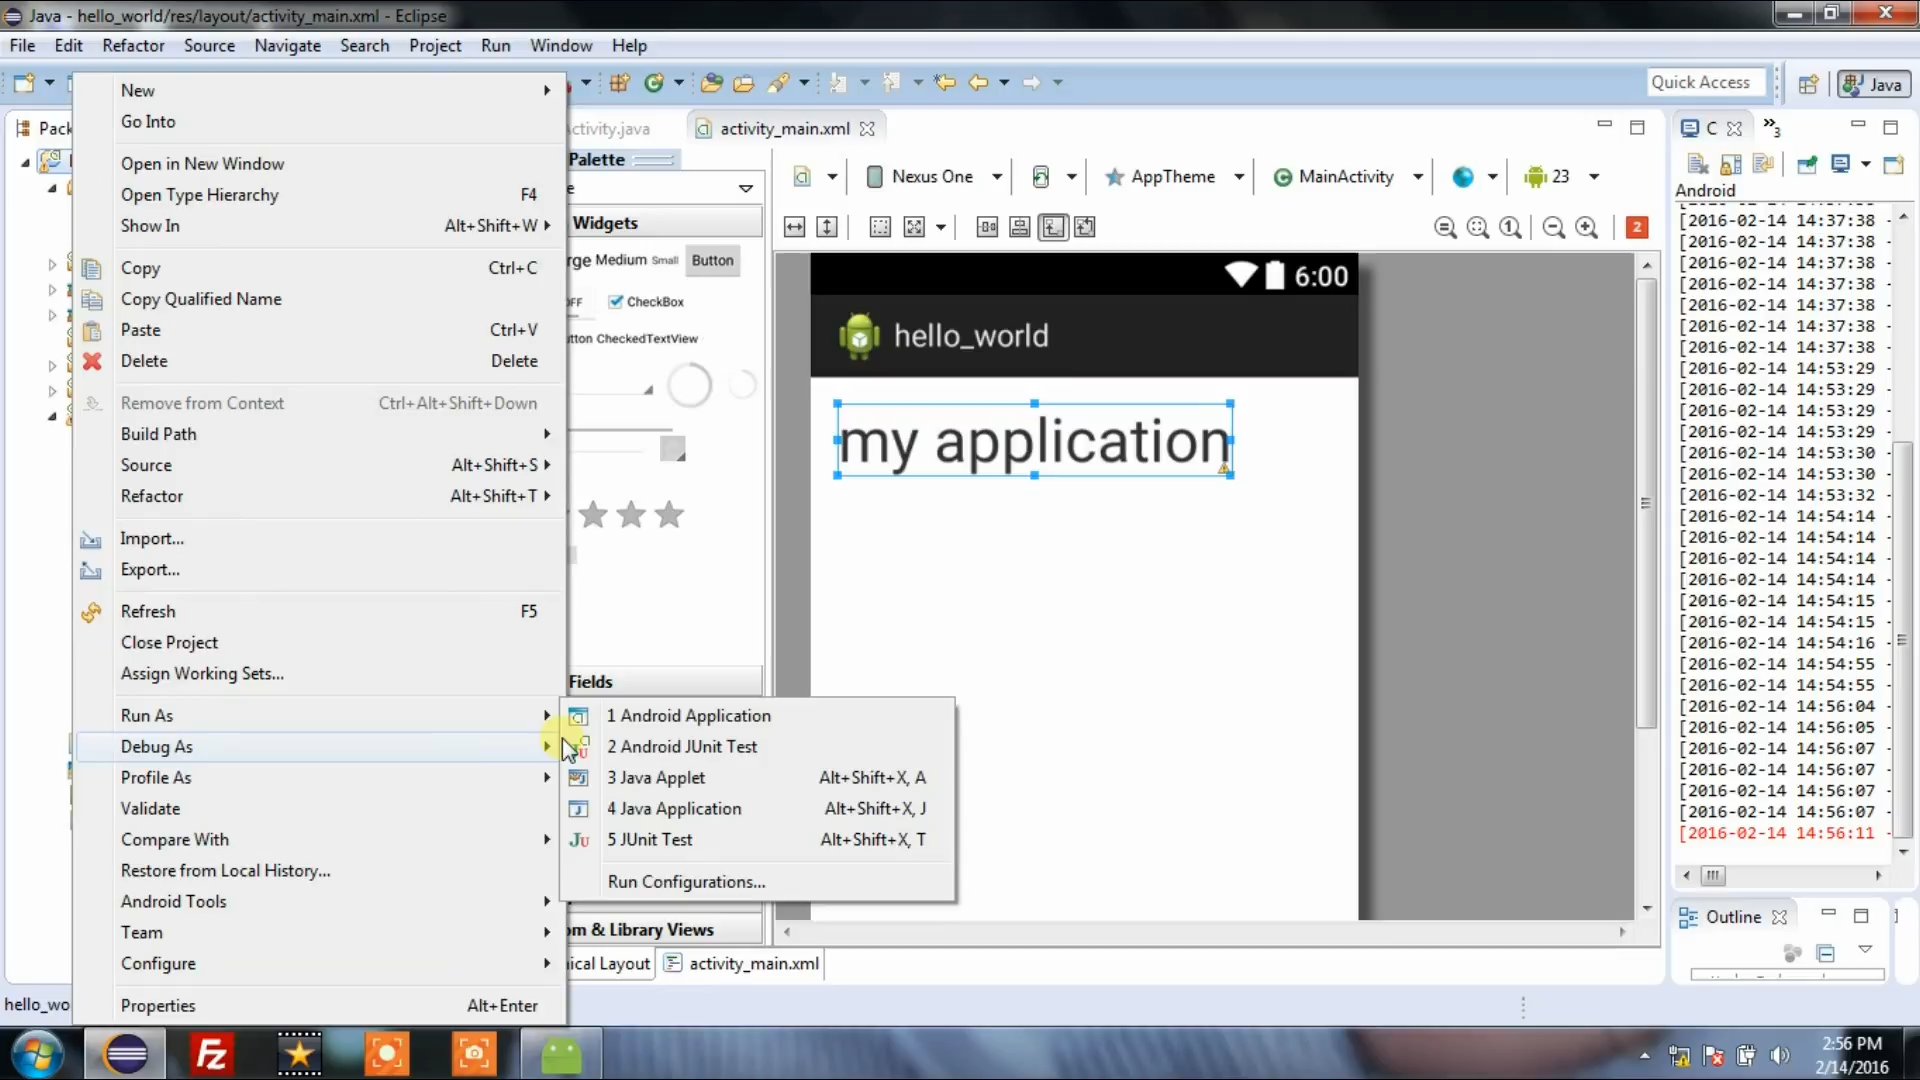 Java - hello_world/res/layout/activity_main.xml - Eclipse
File Edit Refactor Source Navigate Search Project Run Window Help
Quick Access
Java
New
Go Into
Open in New Window
Open Type Hierarchy F4
Show In Alt+Shift+W
Copy Ctrl+C
Copy Qualified Name
Paste Ctrl+V
Delete Delete
Remove from Context Ctrl+Alt+Shift+Down
Build Path
Source Alt+Shift+S
Refactor Alt+Shift+T
Import...
Export...
Refresh F5
Close Project
Assign Working Sets...
Run As
Debug As
Profile As
Validate
Compare With
Restore from Local History...
Android Tools
Team
Configure
Properties Alt+Enter
1 Android Application
2 Android JUnit Test
3 Java Applet Alt+Shift+X, A
4 Java Application Alt+Shift+X, J
5 JUnit Test Alt+Shift+X, T
Run Configurations...
Pack
hello_wo
ctivity.java
activity_main.xml
Palette
Widgets
rge Medium Small Button
OFF CheckBox
utton CheckedTextView
Fields
om & Library Views
ical Layout
activity_main.xml
Nexus One
AppTheme
MainActivity
23
2
6:00
hello_world
my application
C
3
Android
[2016-02-14 14:37:38 -
[2016-02-14 14:37:38 -
[2016-02-14 14:37:38 -
[2016-02-14 14:37:38 -
[2016-02-14 14:37:38 -
[2016-02-14 14:37:38 -
[2016-02-14 14:37:38 -
[2016-02-14 14:53:29 -
[2016-02-14 14:53:29 -
[2016-02-14 14:53:29 -
[2016-02-14 14:53:29 -
[2016-02-14 14:53:30 -
[2016-02-14 14:53:30 -
[2016-02-14 14:53:32 -
[2016-02-14 14:54:14 -
[2016-02-14 14:54:14 -
[2016-02-14 14:54:14 -
[2016-02-14 14:54:14 -
[2016-02-14 14:54:15 -
[2016-02-14 14:54:15 -
[2016-02-14 14:54:16 -
[2016-02-14 14:54:55 -
[2016-02-14 14:54:55 -
[2016-02-14 14:56:04 -
[2016-02-14 14:56:05 -
[2016-02-14 14:56:07 -
[2016-02-14 14:56:07 -
[2016-02-14 14:56:07 -
[2016-02-14 14:56:07 -
[2016-02-14 14:56:11 -
Outline
2:56 PM
2/14/2016